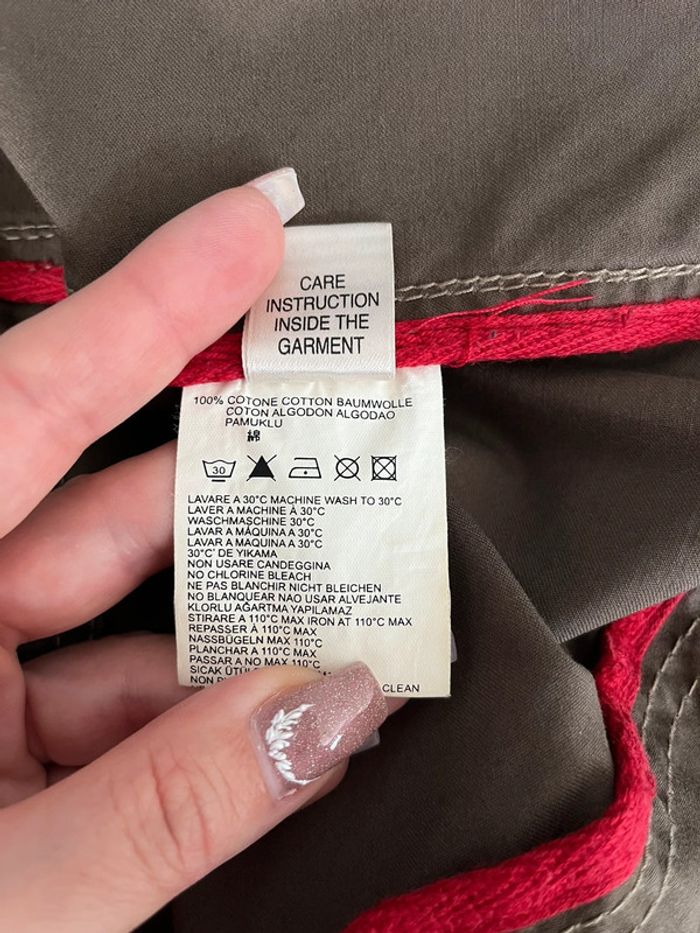 CARE
INSTRUCTION
INSIDE THE
GARMENT
100% COTONE COTTON BAUMWOLLE
COTON ALGODON ALGODAO
PAMUKLU
30
LAVARE A 30°C MACHINE WASH TO 30°C
LAVER A MACHINE À 30°C
WASCHMASCHINE 30°C
LAVAR A MAQUINA A 30°C
LAVAR A MAQUINA A 30°C
30°C' DE YIKAMA
NON USARE CANDEGGINA
NO CHLORINE BLEACH
NE PAS BLANCHIR NICHT BLEICHEN
NO BLANQUEAR NAO USAR ALVEJANTE
KLORLU AĞARTMA YAPILAMAZ
STIRARE A 110°C MAX IRON AT 110°C MAX
REPASSER À 110°C MAX
NASSBÜGELN MAX 110°C
PLANCHAR A 110°C MAX
PASSAR A NO MAX 110°C
SICAK
NON CLEAN